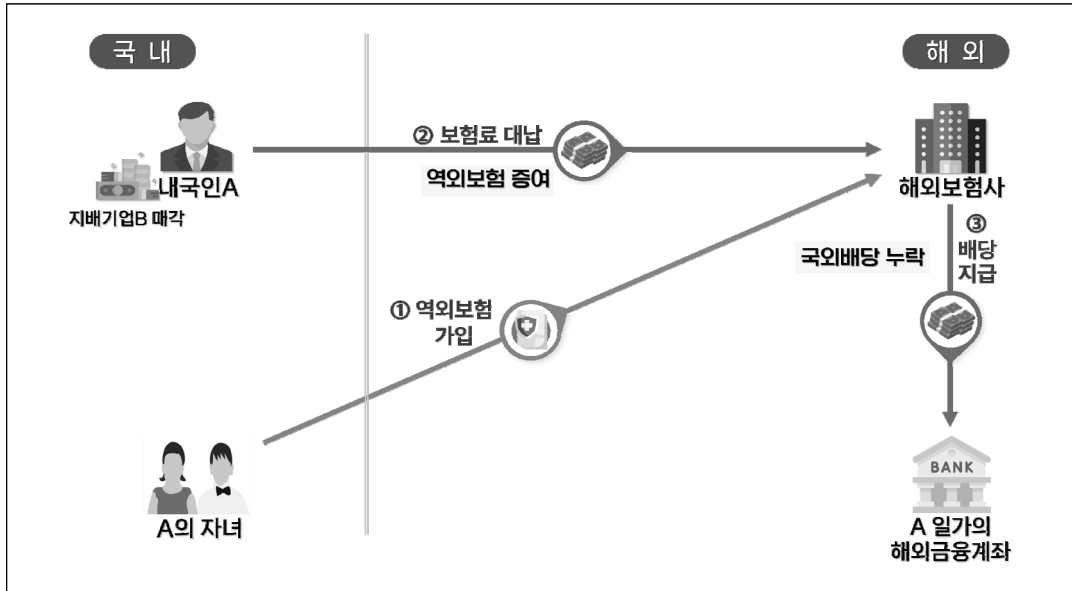 국 내
해 외
내국인A
지배기업B 매각
② 보험료 대납
역외보험 증여
해외보험사
③
배당
지급
국외배당 누락
① 역외보험
가입
A의 자녀
BANK
A 일가의
해외금융계좌